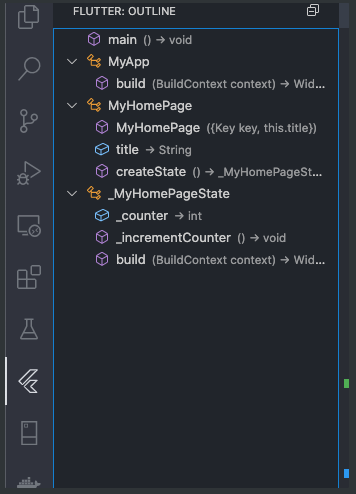 FLUTTER: OUTLINE
main () → void
MyApp
build (BuildContext context) → Wid...
MyHomePage
MyHomePage ({Key key, this.title})
title → String
createState () → _MyHomePageSt...
_MyHomePageState
_counter → int
_incrementCounter () → void
build (BuildContext context) → Wid...